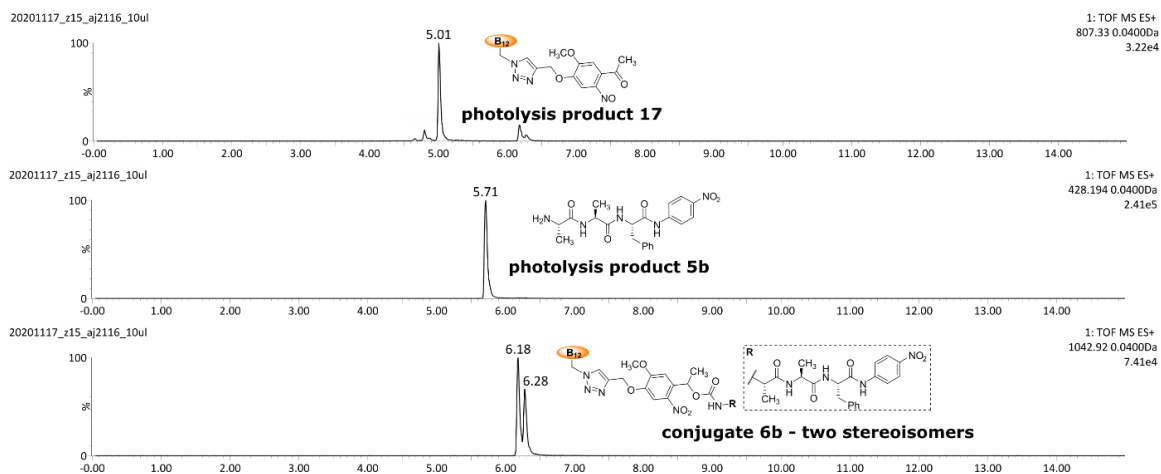 20201117_z15_aj2116_10ul
1: TOF MS ES+
807.33 0.0400Da
3.22e4
100
%
0
5.01
B₁₂
N
N=N
O
CH₃O
NO
CH₃
O
photolysis product 17
-0.00 1.00 2.00 3.00 4.00 5.00 6.00 7.00 8.00 9.00 10.00 11.00 12.00 13.00 14.00
20201117_z15_aj2116_10ul
1: TOF MS ES+
428.194 0.0400Da
2.41e5
100
%
0
5.71
H₂N
CH₃
O
N
H
CH₃
O
H
N
Ph
O
N
H
NO₂
photolysis product 5b
-0.00 1.00 2.00 3.00 4.00 5.00 6.00 7.00 8.00 9.00 10.00 11.00 12.00 13.00 14.00
20201117_z15_aj2116_10ul
1: TOF MS ES+
1042.92 0.0400Da
7.41e4
100
%
0
6.18
6.28
B₁₂
N
N=N
O
CH₃O
NO₂
CH₃
O
O
HN-R
R
CH₃
O
N
H
CH₃
O
H
N
Ph
O
N
H
NO₂
conjugate 6b - two stereoisomers
-0.00 1.00 2.00 3.00 4.00 5.00 6.00 7.00 8.00 9.00 10.00 11.00 12.00 13.00 14.00